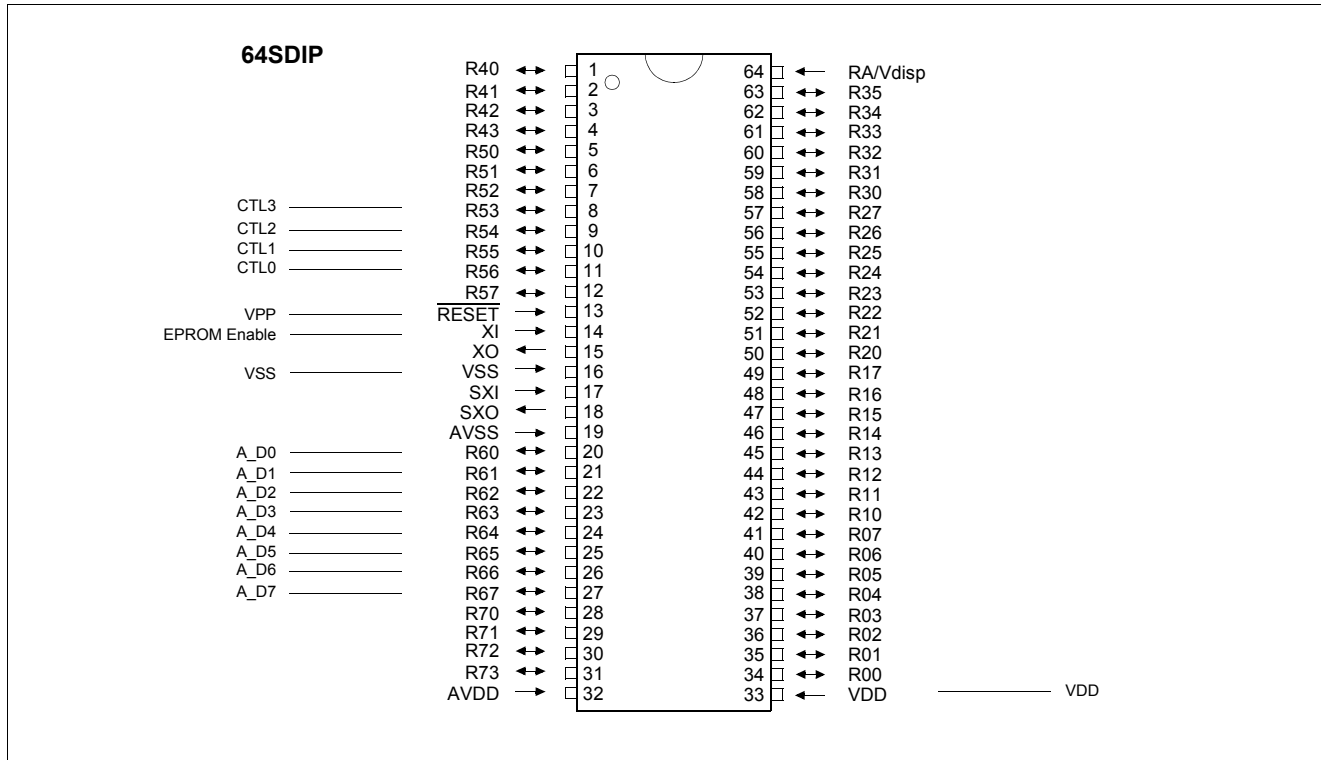 64SDIP
R40 1 64 RA/Vdisp
R41 2 63 R35
R42 3 62 R34
R43 4 61 R33
R50 5 60 R32
R51 6 59 R31
R52 7 58 R30
CTL3 R53 8 57 R27
CTL2 R54 9 56 R26
CTL1 R55 10 55 R25
CTL0 R56 11 54 R24
R57 12 53 R23
VPP RESET 13 52 R22
EPROM Enable XI 14 51 R21
XO 15 50 R20
VSS VSS 16 49 R17
SXI 17 48 R16
SXO 18 47 R15
AVSS 19 46 R14
A_D0 R60 20 45 R13
A_D1 R61 21 44 R12
A_D2 R62 22 43 R11
A_D3 R63 23 42 R10
A_D4 R64 24 41 R07
A_D5 R65 25 40 R06
A_D6 R66 26 39 R05
A_D7 R67 27 38 R04
R70 28 37 R03
R71 29 36 R02
R72 30 35 R01
R73 31 34 R00
AVDD 32 33 VDD VDD